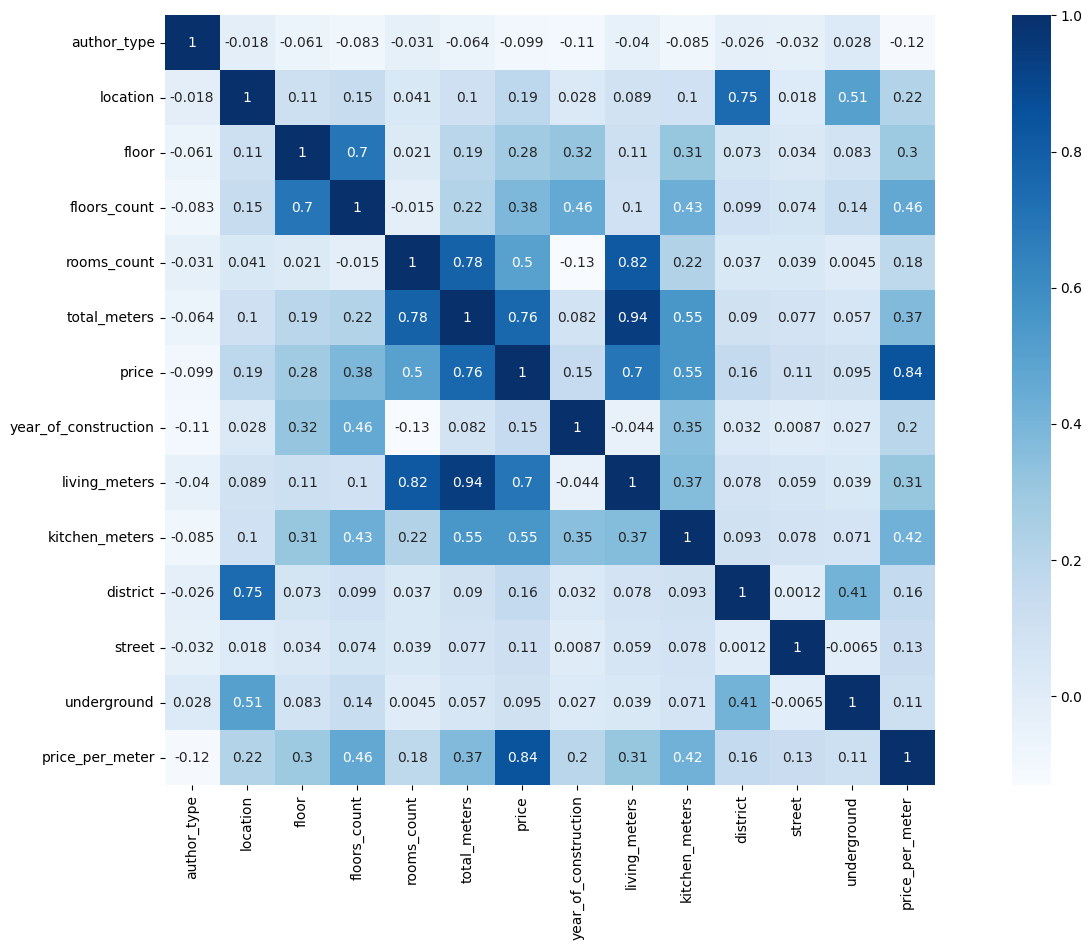 author_type 1 -0.018 -0.061 -0.083 -0.031 -0.064 -0.099 -0.11 -0.04 -0.085 -0.026 -0.032 0.028 -0.12
location -0.018 1 0.11 0.15 0.041 0.1 0.19 0.028 0.089 0.1 0.75 0.018 0.51 0.22
floor -0.061 0.11 1 0.7 0.021 0.19 0.28 0.32 0.11 0.31 0.073 0.034 0.083 0.3
floors_count -0.083 0.15 0.7 1 -0.015 0.22 0.38 0.46 0.1 0.43 0.099 0.074 0.14 0.46
rooms_count -0.031 0.041 0.021 -0.015 1 0.78 0.5 -0.13 0.82 0.22 0.037 0.039 0.0045 0.18
total_meters -0.064 0.1 0.19 0.22 0.78 1 0.76 0.082 0.94 0.55 0.09 0.077 0.057 0.37
price -0.099 0.19 0.28 0.38 0.5 0.76 1 0.15 0.7 0.55 0.16 0.11 0.095 0.84
year_of_construction -0.11 0.028 0.32 0.46 -0.13 0.082 0.15 1 -0.044 0.35 0.032 0.0087 0.027 0.2
living_meters -0.04 0.089 0.11 0.1 0.82 0.94 0.7 -0.044 1 0.37 0.078 0.059 0.039 0.31
kitchen_meters -0.085 0.1 0.31 0.43 0.22 0.55 0.55 0.35 0.37 1 0.093 0.078 0.071 0.42
district -0.026 0.75 0.073 0.099 0.037 0.09 0.16 0.032 0.078 0.093 1 0.0012 0.41 0.16
street -0.032 0.018 0.034 0.074 0.039 0.077 0.11 0.0087 0.059 0.078 0.0012 1 -0.0065 0.13
underground 0.028 0.51 0.083 0.14 0.0045 0.057 0.095 0.027 0.039 0.071 0.41 -0.0065 1 0.11
price_per_meter -0.12 0.22 0.3 0.46 0.18 0.37 0.84 0.2 0.31 0.42 0.16 0.13 0.11 1
author_type
location
floor
floors_count
rooms_count
total_meters
price
year_of_construction
living_meters
kitchen_meters
district
street
underground
price_per_meter
1.0
0.8
0.6
0.4
0.2
0.0